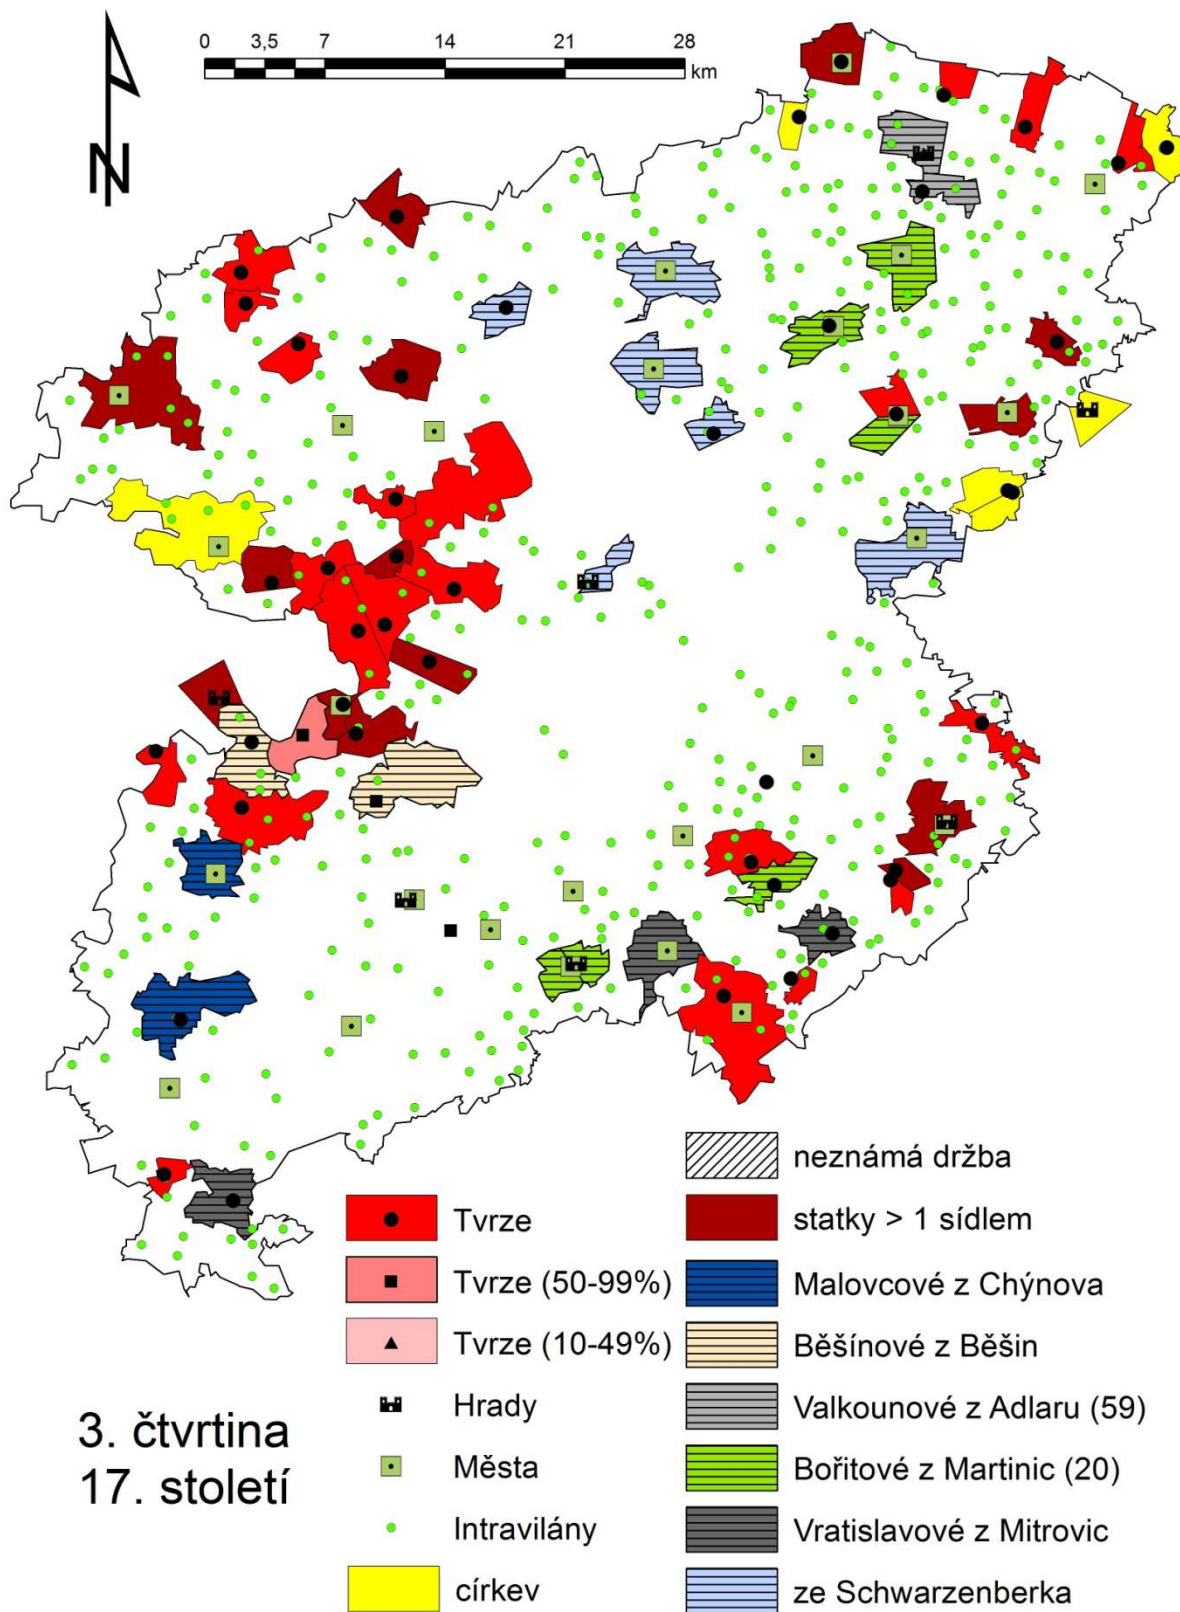 0 3,5 7 14 21 28
km
N
neznámá držba
statky > 1 sídlem
Malovcové z Chýnova
Běšínové z Běšin
Valkounové z Adlaru (59)
Bořitové z Martinic (20)
Vratislavové z Mitrovic
ze Schwarzenberka
Tvrze
Tvrze (50-99%)
Tvrze (10-49%)
Hrady
Města
Intravilány
církev
3. čtvrtina
17. století